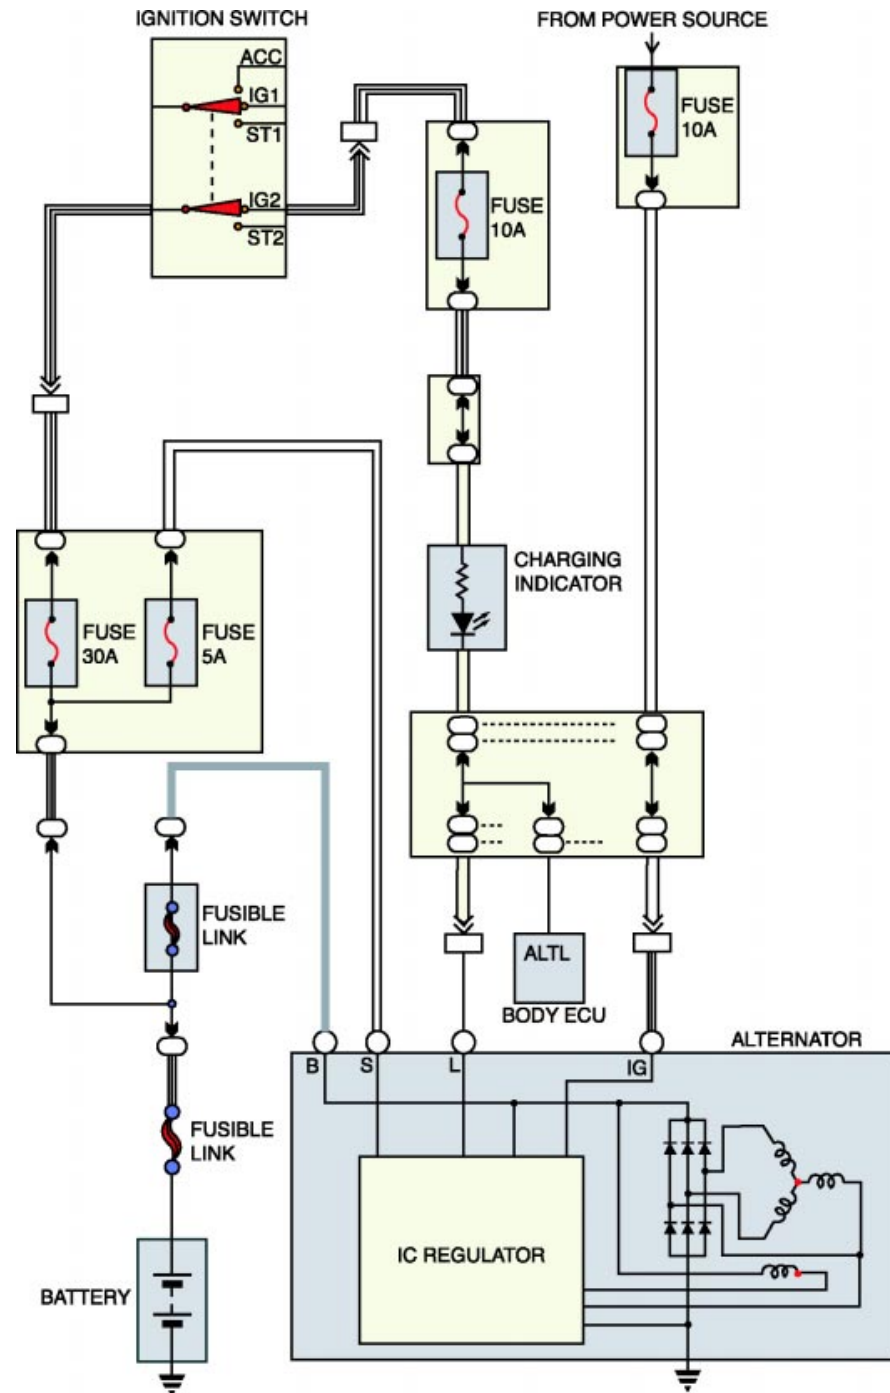 IGNITION SWITCH
FROM POWER SOURCE
ACC
IG1
ST1
IG2
ST2
FUSE
10A
FUSE
10A
CHARGING
INDICATOR
FUSE
30A
FUSE
5A
FUSIBLE
LINK
ALTL
BODY ECU
ALTERNATOR
B
S
L
IG
FUSIBLE
LINK
IC REGULATOR
BATTERY